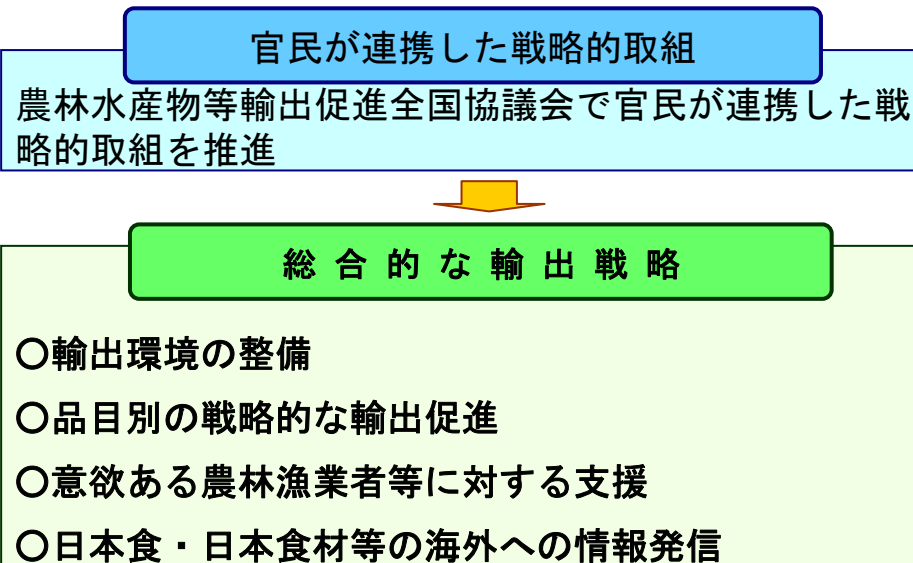 官民が連携した戦略的取組
農林水産物等輸出促進全国協議会で官民が連携した戦
略的取組を推進
総合的な輸出戦略
〇輸出環境の整備
〇品目別の戦略的な輸出促進
〇意欲ある農林漁業者等に対する支援
〇日本食・日本食材等の海外への情報発信